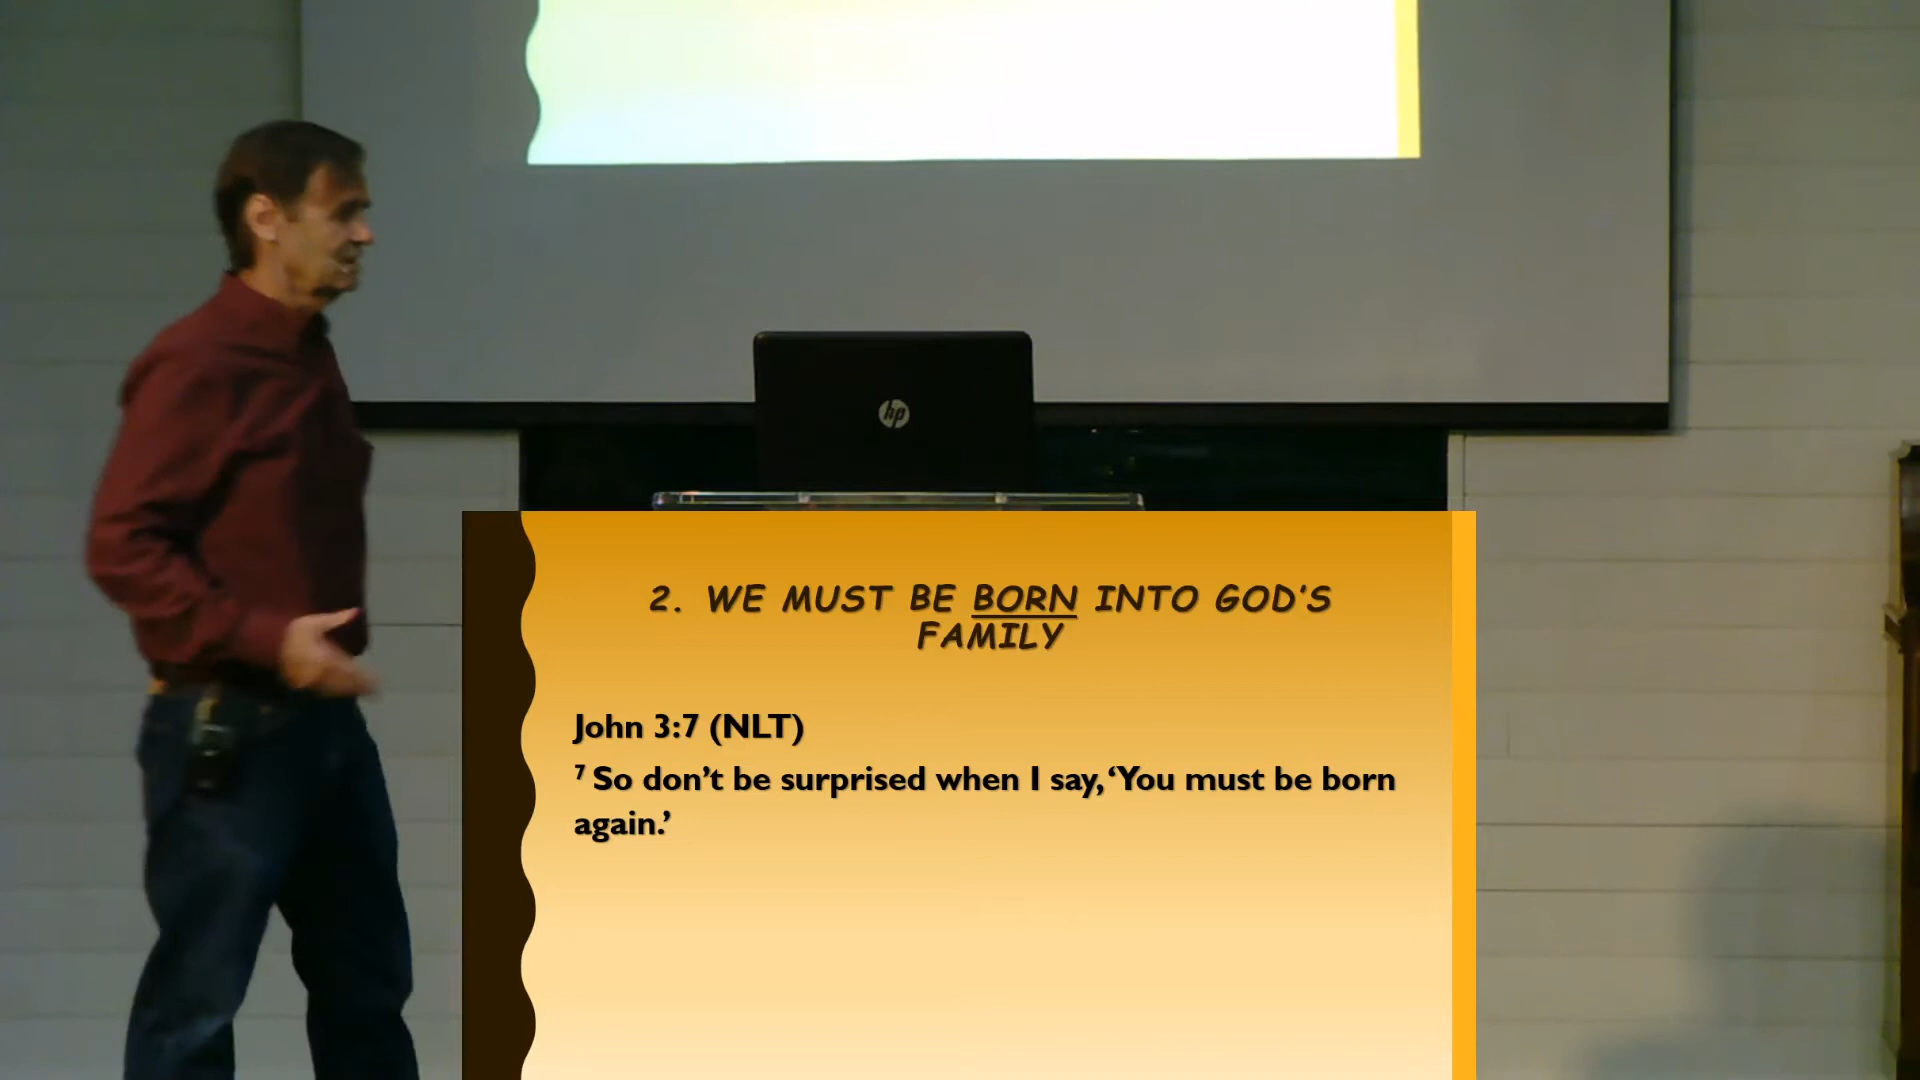 hp
2. WE MUST BE BORN INTO GOD'S
FAMILY
John 3:7 (NLT)
⁷ So don’t be surprised when I say, ‘You must be born
again.’